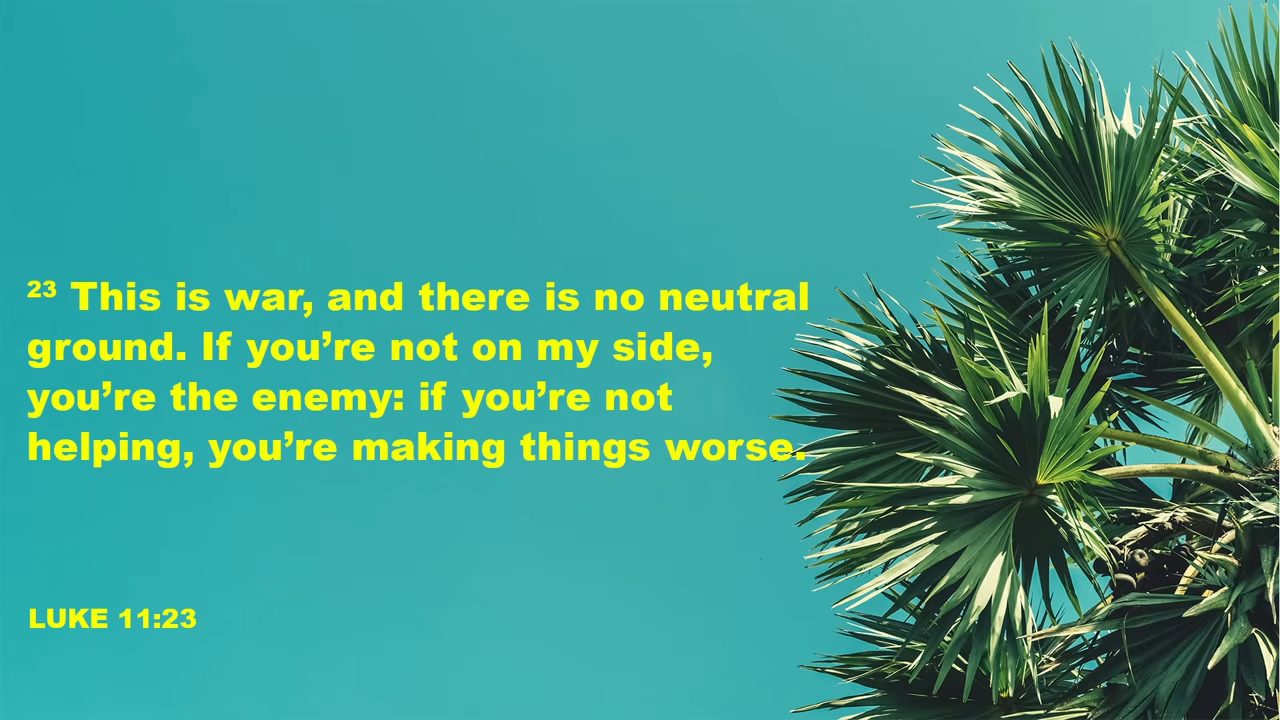 ²³ This is war, and there is no neutral
ground. If you’re not on my side,
you’re the enemy: if you’re not
helping, you’re making things worse.
LUKE 11:23